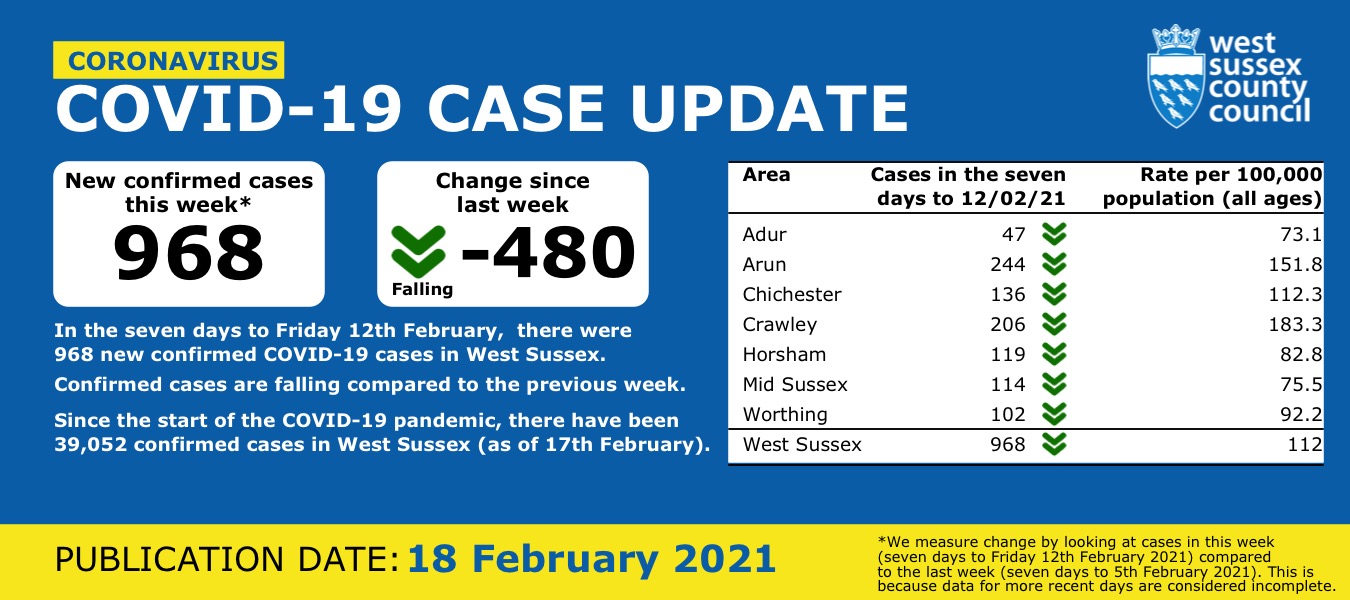 CORONAVIRUS
COVID-19 CASE UPDATE
west
sussex
county
council
New confirmed cases
this week*
968
Change since
last week
-480
Falling
In the seven days to Friday 12th February,  there were
968 new confirmed COVID-19 cases in West Sussex.
Confirmed cases are falling compared to the previous week.
Since the start of the COVID-19 pandemic, there have been
39,052 confirmed cases in West Sussex (as of 17th February).
Area Cases in the seven days to 12/02/21 Rate per 100,000 population (all ages)
Adur 47 73.1
Arun 244 151.8
Chichester 136 112.3
Crawley 206 183.3
Horsham 119 82.8
Mid Sussex 114 75.5
Worthing 102 92.2
West Sussex 968 112
PUBLICATION DATE: 18 February 2021
*We measure change by looking at cases in this week
(seven days to Friday 12th February 2021) compared
to the last week (seven days to 5th February 2021). This is
because data for more recent days are considered incomplete.